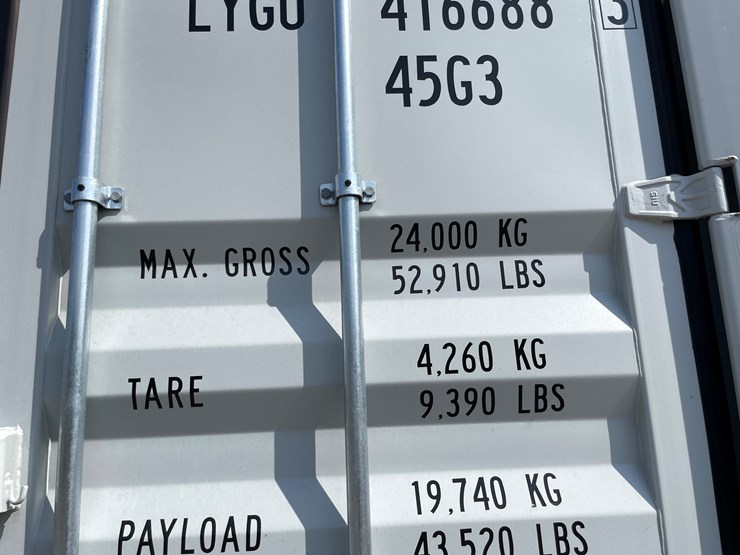 LYGU 416688 3
45G3
MAX. GROSS 24,000 KG
52,910 LBS
TARE 4,260 KG
9,390 LBS
PAYLOAD 19,740 KG
43,520 LBS